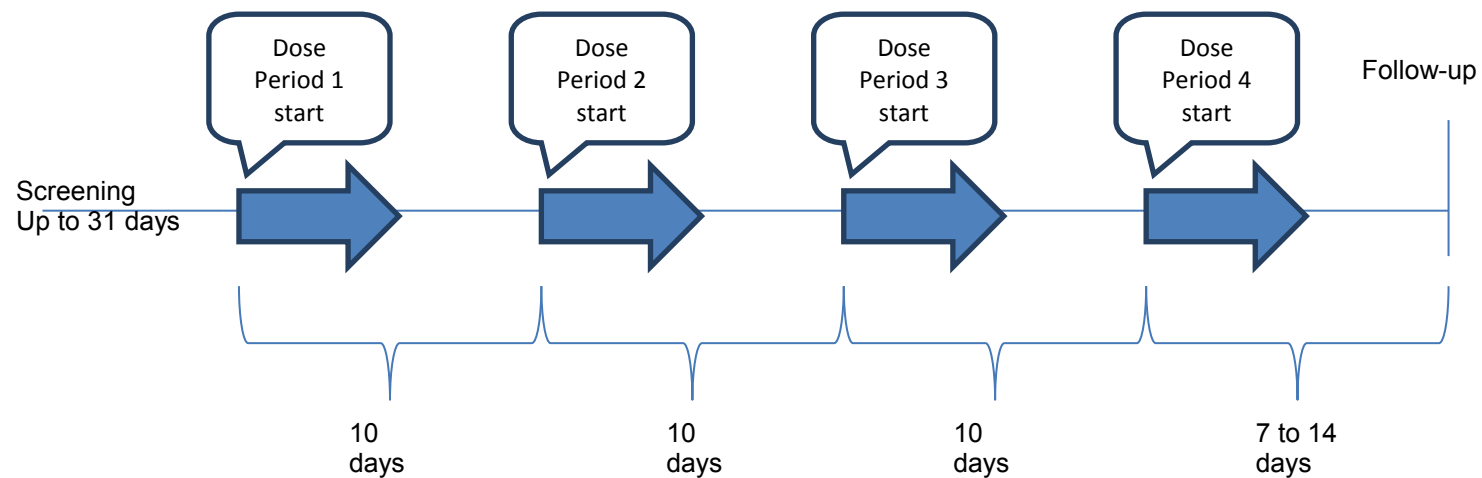 Dose
Period 1
start
Dose
Period 2
start
Dose
Period 3
start
Dose
Period 4
start
Follow-up
Screening
Up to 31 days
10
days
10
days
10
days
7 to 14
days